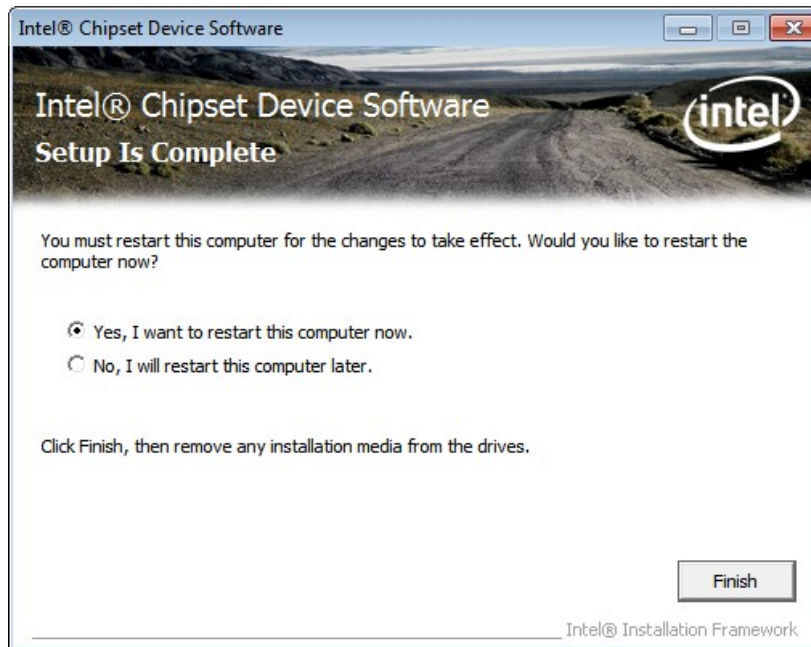 Intel® Chipset Device Software
Intel® Chipset Device Software
intel
Setup Is Complete
You must restart this computer for the changes to take effect. Would you like to restart the
computer now?
Yes, I want to restart this computer now.
No, I will restart this computer later.
Click Finish, then remove any installation media from the drives.
Finish
Intel® Installation Framework